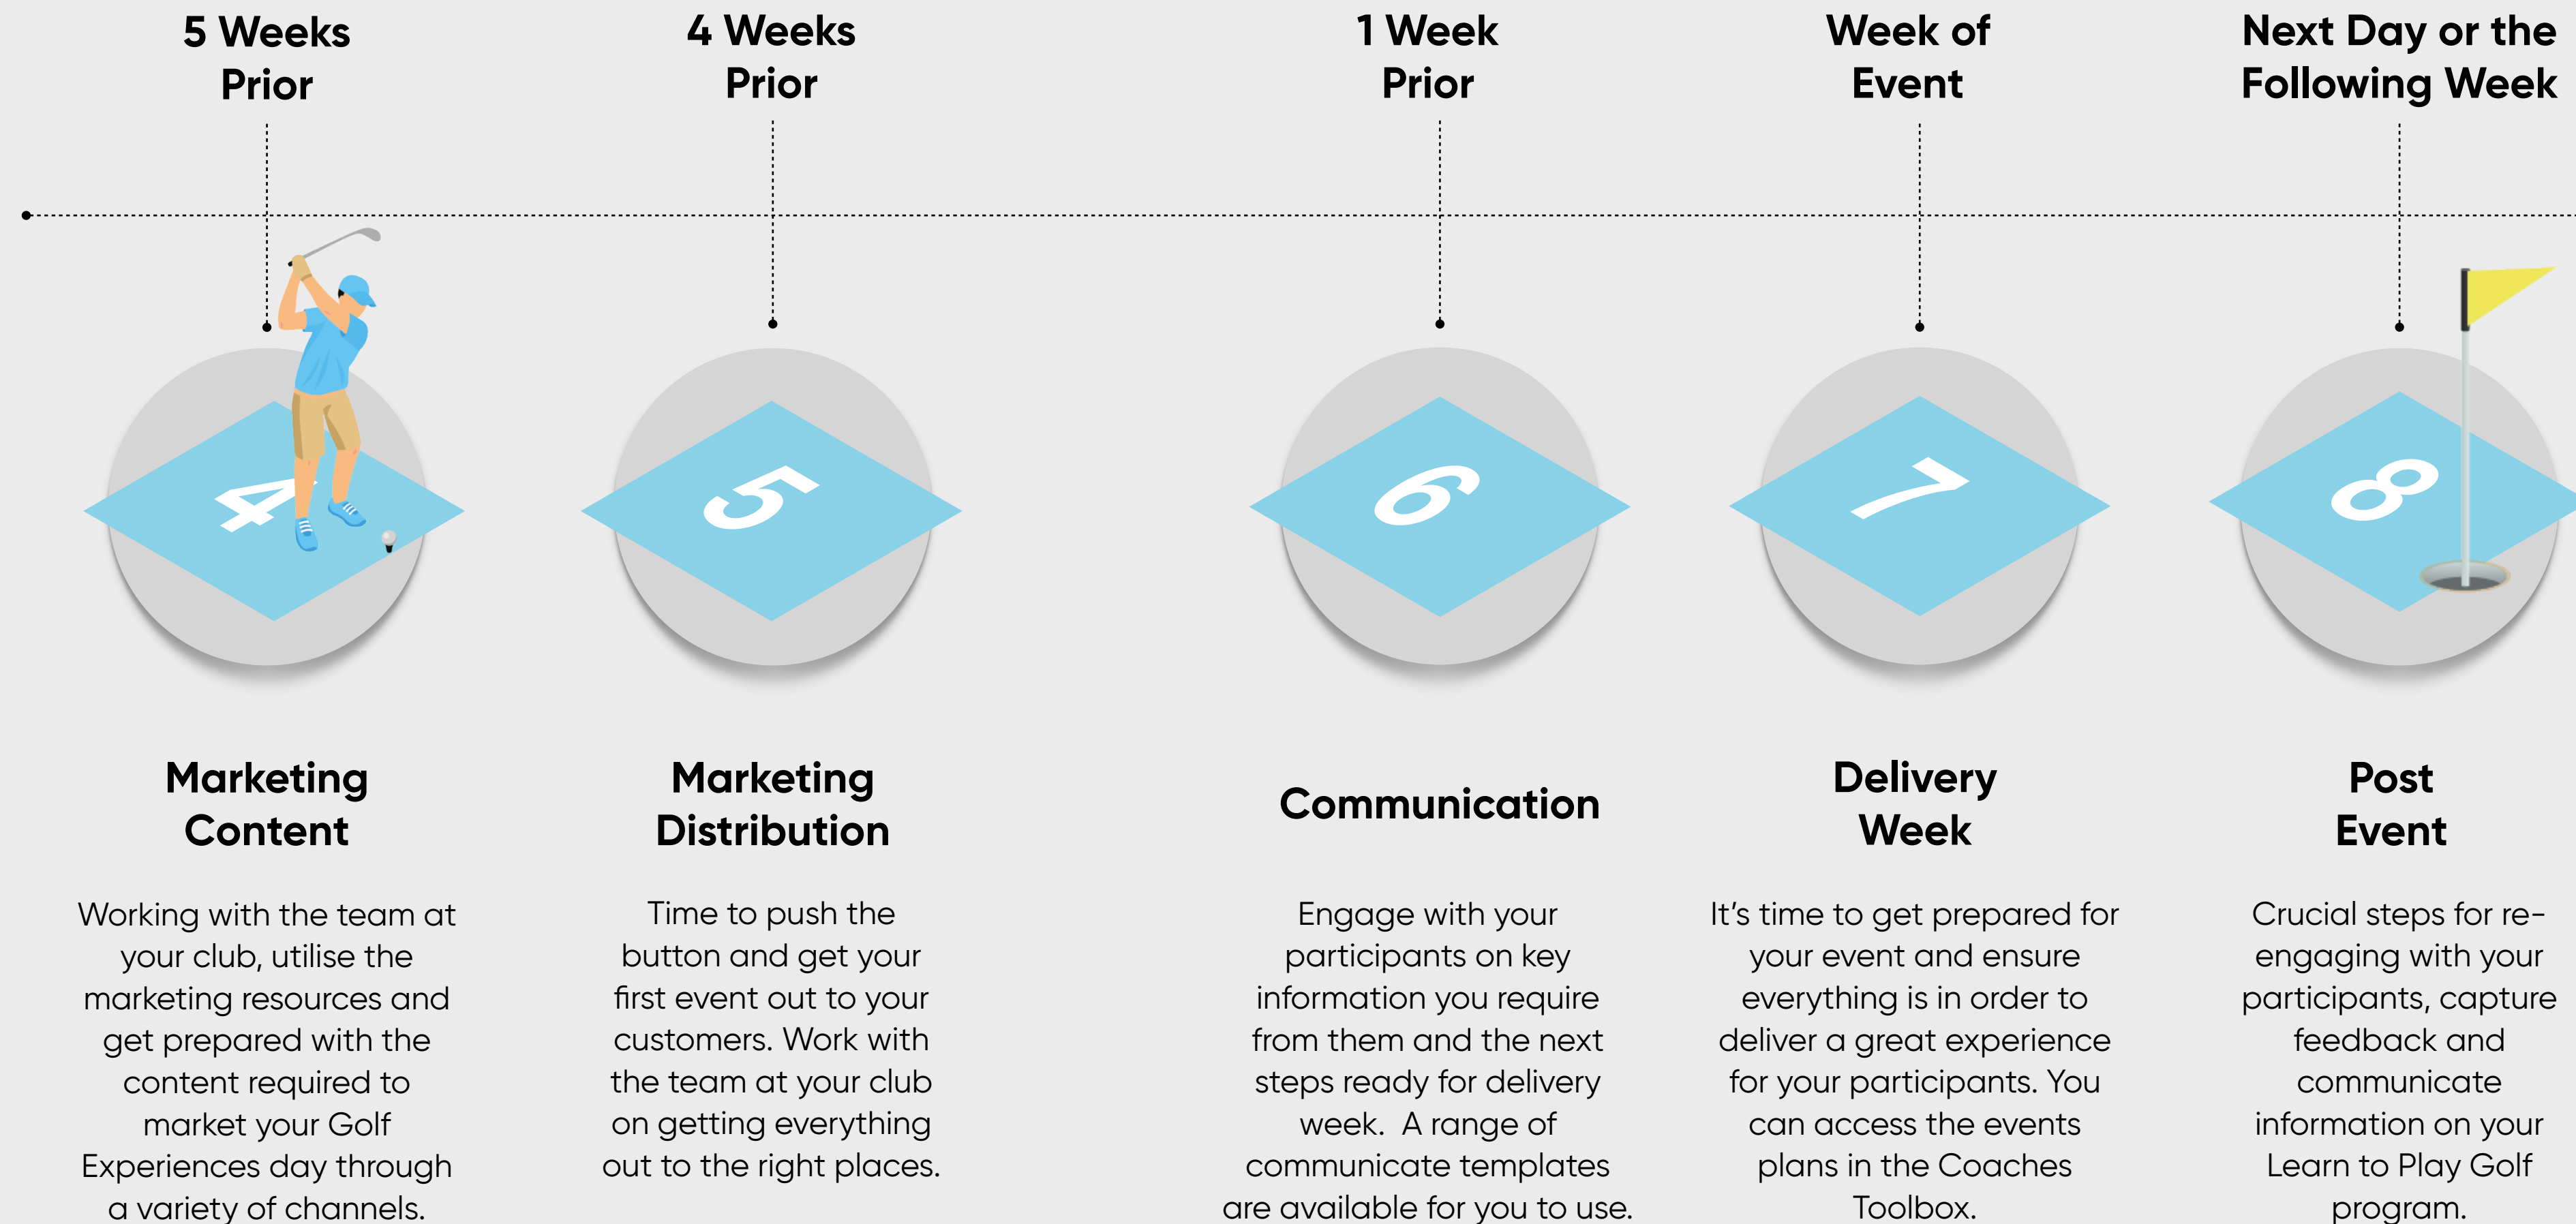 5 Weeks
Prior
4 Weeks
Prior
1 Week
Prior
Week of
Event
Next Day or the
Following Week
4
5
6
7
8
Marketing
Content
Working with the team at
your club, utilise the
marketing resources and
get prepared with the
content required to
market your Golf
Experiences day through
a variety of channels.
Marketing
Distribution
Time to push the
button and get your
first event out to your
customers. Work with
the team at your club
on getting everything
out to the right places.
Communication
Engage with your
participants on key
information you require
from them and the next
steps ready for delivery
week.  A range of
communicate templates
are available for you to use.
Delivery
Week
It's time to get prepared for
your event and ensure
everything is in order to
deliver a great experience
for your participants. You
can access the events
plans in the Coaches
Toolbox.
Post
Event
Crucial steps for re-
engaging with your
participants, capture
feedback and
communicate
information on your
Learn to Play Golf
program.